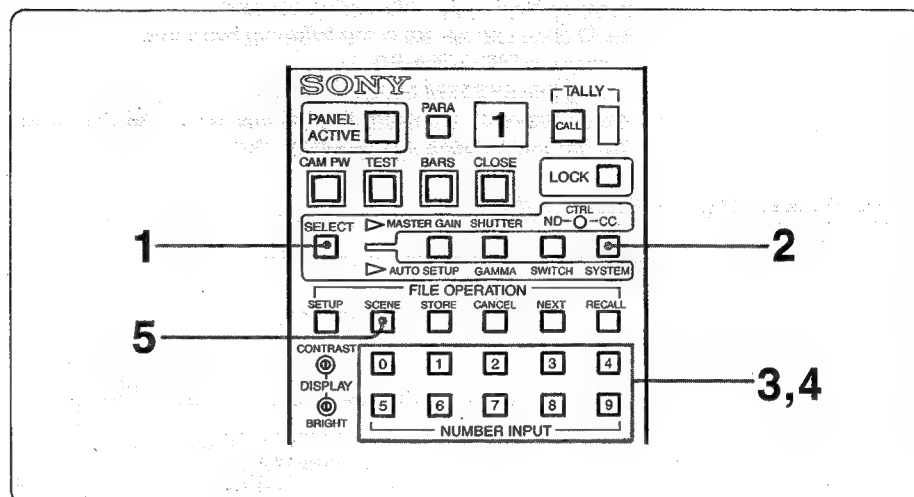 SONY
TALLY
PANEL ACTIVE
PARA
1
CALL
CAM PW TEST BARS CLOSE
LOCK
SELECT
MASTER GAIN SHUTTER
CTRL
ND CC
1
2
AUTO SETUP GAMMA SWITCH SYSTEM
FILE OPERATION
SETUP SCENE STORE CANCEL NEXT RECALL
5
CONTRAST
DISPLAY
BRIGHT
0 1 2 3 4
5 6 7 8 9
3,4
NUMBER INPUT